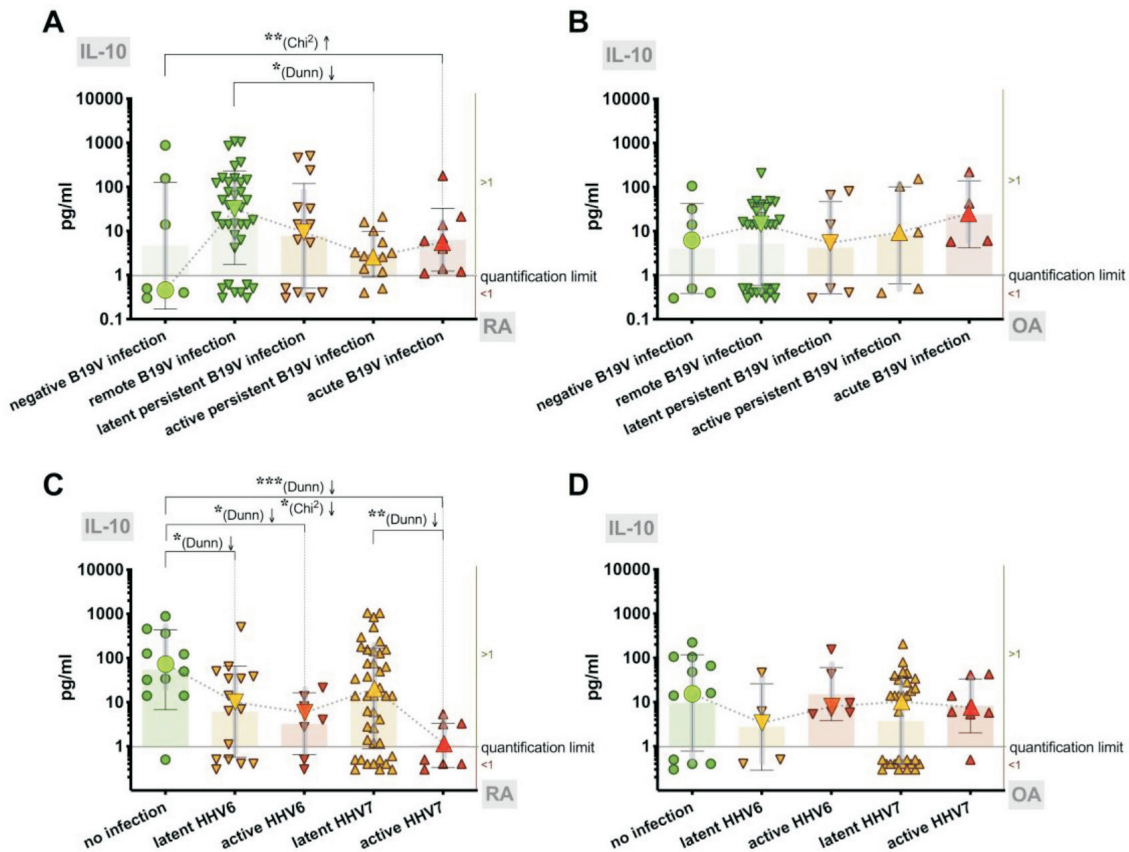 A
IL-10
**(Chi²) ↑
*(Dunn) ↓
10000
1000
100
10
1
0.1
pg/ml
>1
quantification limit
<1
RA
negative B19V infection
remote B19V infection
latent persistent B19V infection
active persistent B19V infection
acute B19V infection
B
IL-10
10000
1000
100
10
1
0.1
pg/ml
>1
quantification limit
<1
OA
negative B19V infection
remote B19V infection
latent persistent B19V infection
active persistent B19V infection
acute B19V infection
C
IL-10
***(Dunn) ↓
*(Chi²) ↓
*(Dunn) ↓
**(Dunn) ↓
*(Dunn) ↓
10000
1000
100
10
1
pg/ml
>1
quantification limit
<1
RA
no infection
latent HHV6
active HHV6
latent HHV7
active HHV7
D
IL-10
10000
1000
100
10
1
pg/ml
>1
quantification limit
<1
OA
no infection
latent HHV6
active HHV6
latent HHV7
active HHV7